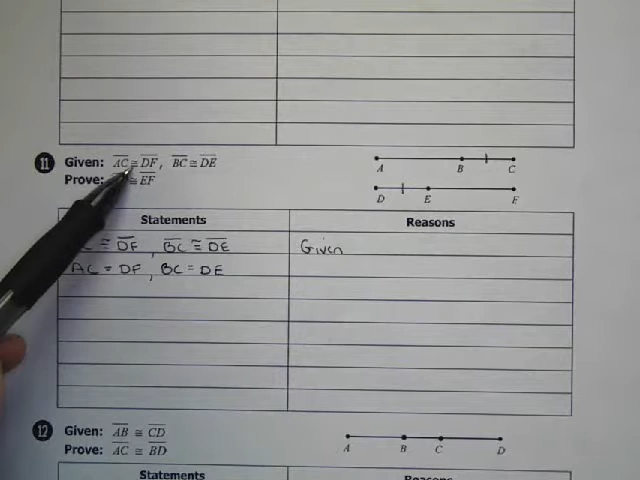 11 Given: AC ≅ DF, BC ≅ DE
Prove: ≅ EF
A B C
D E F
Statements Reasons
C ≅ DF, BC ≅ DE Given
AC = DF, BC = DE
12 Given: AB ≅ CD
Prove: AC ≅ BD
A B C D
Statements Reasons